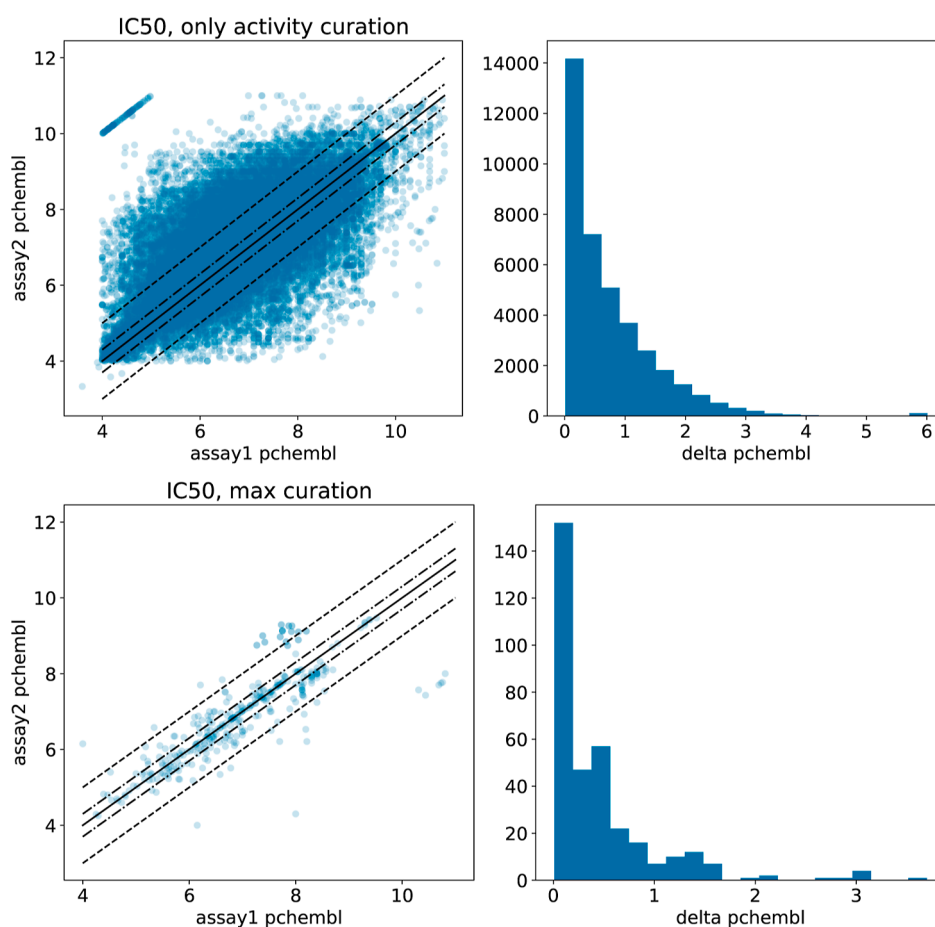 IC50, only activity curation
12
10
8
6
4
assay2 pchembl
4 6 8 10
assay1 pchembl
14000
12000
10000
8000
6000
4000
2000
0
0 1 2 3 4 5 6
delta pchembl
IC50, max curation
12
10
8
6
4
assay2 pchembl
4 6 8 10
assay1 pchembl
140
120
100
80
60
40
20
0
0 1 2 3
delta pchembl